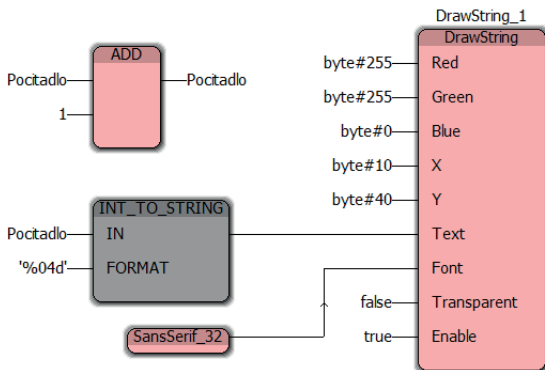 DrawString_1
ADD
Pocitadlo
1
Pocitadlo
INT_TO_STRING
Pocitadlo IN
'%04d' FORMAT
SansSerif_32
DrawString
byte#255 Red
byte#255 Green
byte#0 Blue
byte#10 X
byte#40 Y
Text
Font
false Transparent
true Enable